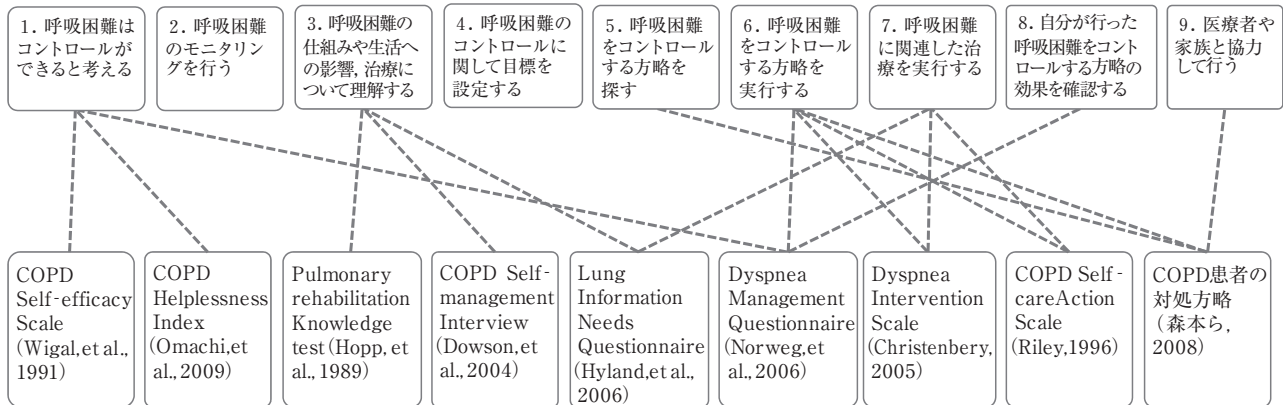 1. 呼吸困難は
コントロールが
できると考える
2. 呼吸困難
のモニタリン
グを行う
3. 呼吸困難の
仕組みや生活へ
の影響, 治療に
ついて理解する
4. 呼吸困難の
コントロールに
関して目標を
設定する
5. 呼吸困難
をコントロール
する方略を
探す
6. 呼吸困難
をコントロール
する方略を
実行する
7. 呼吸困難
に関連した治
療を実行する
8. 自分が行った
呼吸困難をコント
ロールする方略の
効果を確認する
9. 医療者や
家族と協力
して行う
COPD
Self-efficacy
Scale
(Wigal,et al.,
1991)
COPD
Helplessness
Index
(Omachi,et
al.,2009)
Pulmonary
rehabilitation
Knowledge
test (Hopp, et
al.,1989)
COPD Self-
management
Interview
(Dowson,et
al.,2004)
Lung
Information
Needs
Questionnaire
(Hyland,et al.,
2006)
Dyspnea
Management
Questionnaire
(Norweg,et
al.,2006)
Dyspnea
Intervention
Scale
(Christenbery,
2005)
COPD Self-
careAction
Scale
(Riley,1996)
COPD患者の
対処方略
(森本ら,
2008)